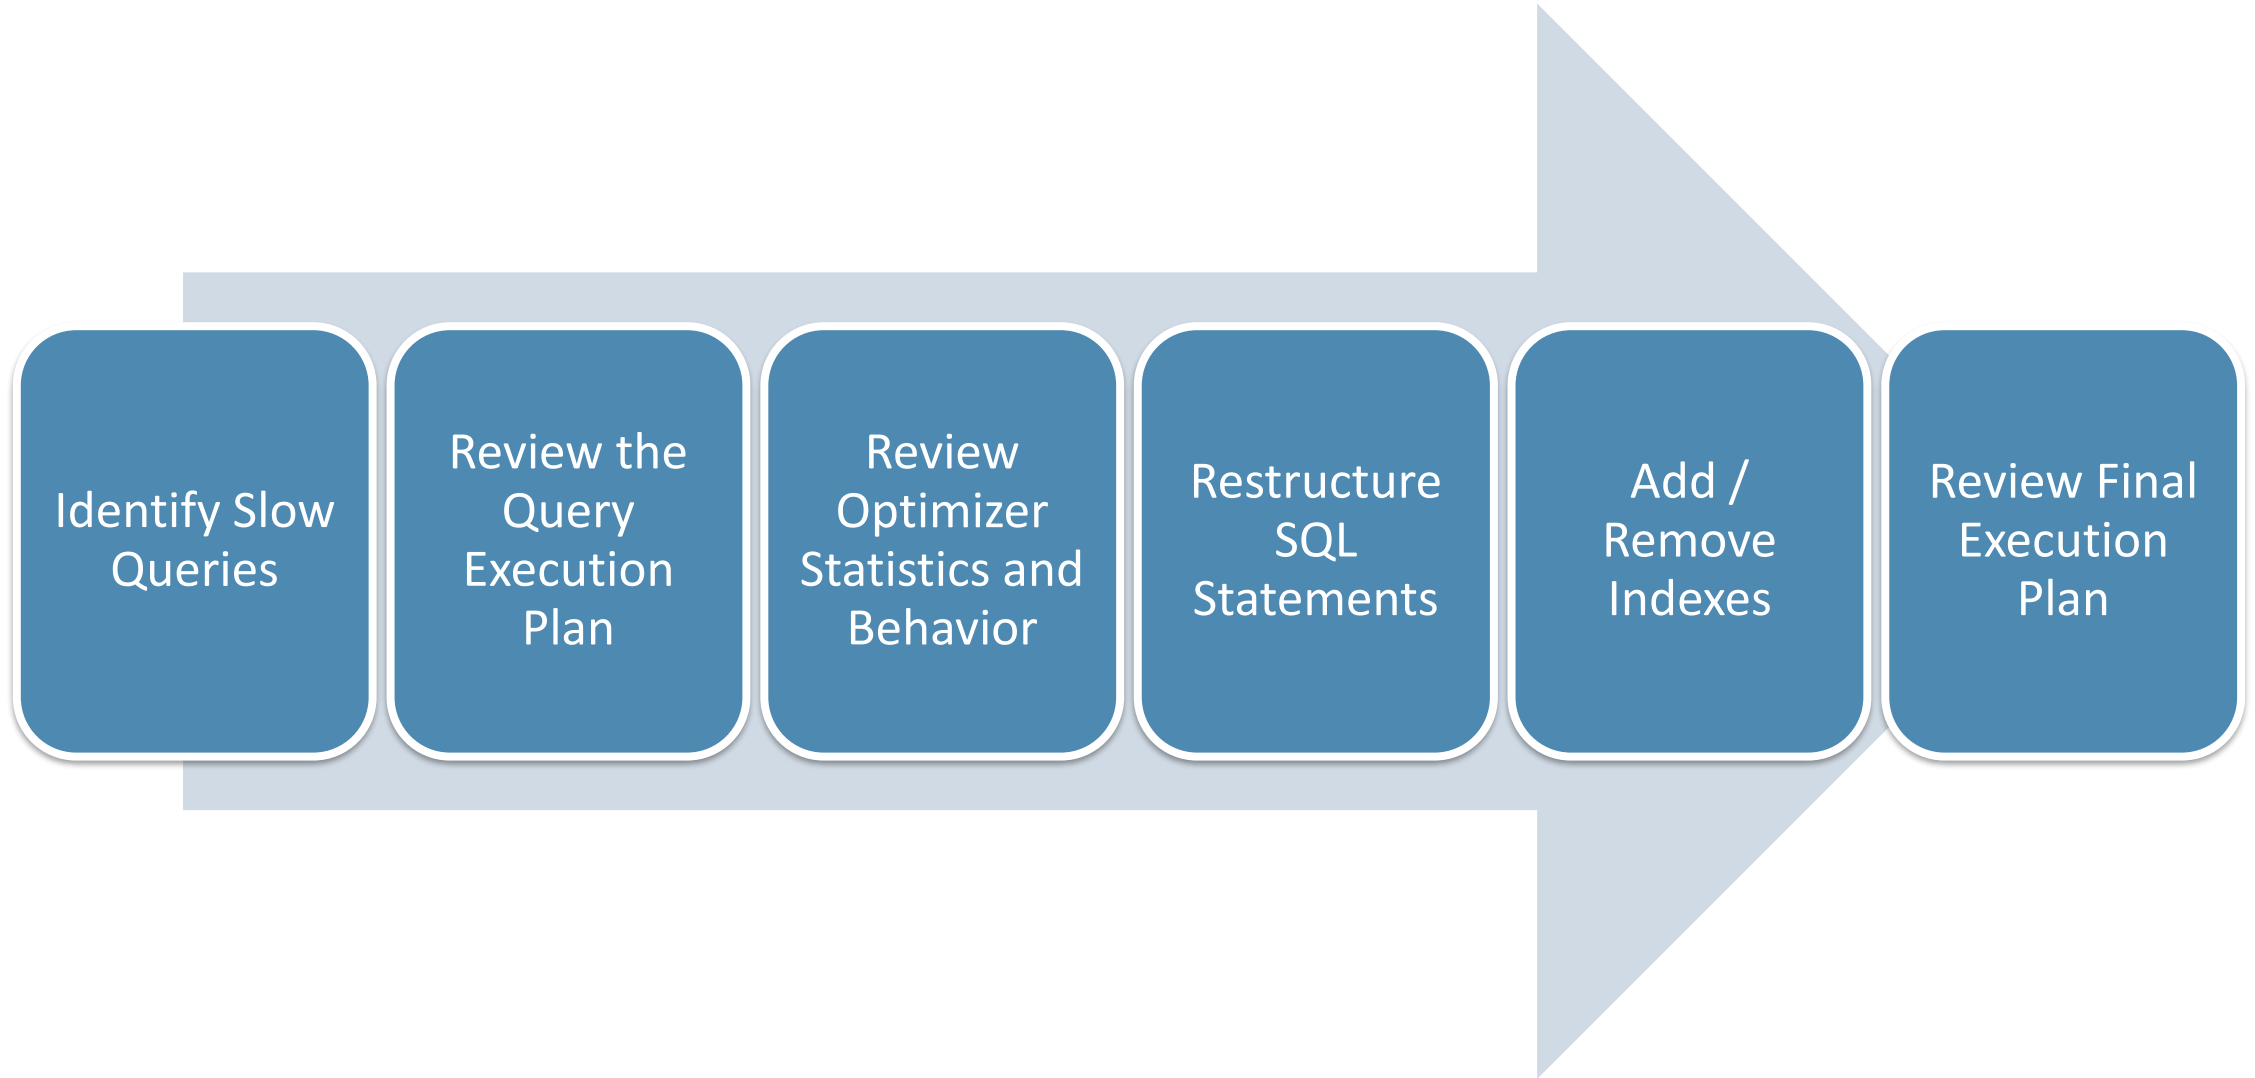 Identify Slow
Queries
Review the
Query
Execution
Plan
Review
Optimizer
Statistics and
Behavior
Restructure
SQL
Statements
Add /
Remove
Indexes
Review Final
Execution
Plan